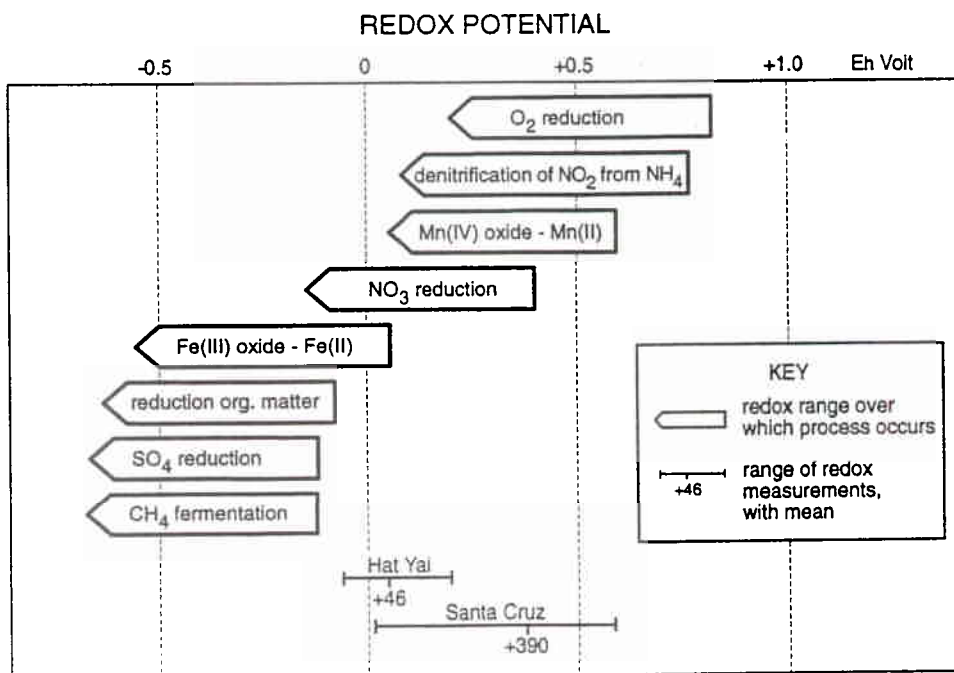 REDOX POTENTIAL
-0.5 0 +0.5 +1.0 Eh Voit
O2 reduction
denitrification of NO2 from NH4
Mn(IV) oxide - Mn(II)
NO3 reduction
Fe(III) oxide - Fe(II)
reduction org. matter
SO4 reduction
CH4 fermentation
KEY
redox range over
which process occurs
+46
range of redox
measurements,
with mean
Hat Yai
+46
Santa Cruz
+390